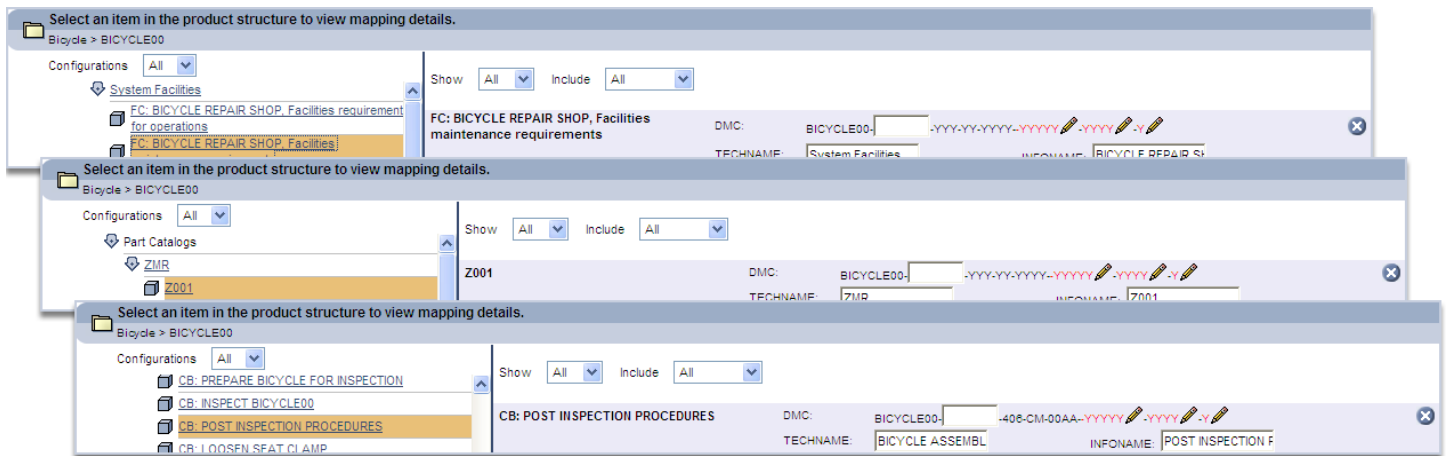 Select an item in the product structure to view mapping details.
Bicycle > BICYCLE00
Configurations All
System Facilities
FC: BICYCLE REPAIR SHOP, Facilities requirement
for operations
FC: BICYCLE REPAIR SHOP, Facilities
Show All Include All
FC: BICYCLE REPAIR SHOP, Facilities
maintenance requirements
DMC: BICYCLE00- -YYY-YY-YYYY--YYYYY -YYYY -Y
TECHNAME: System Facilities INFONAME: BICYCLE REPAIR SH
Select an item in the product structure to view mapping details.
Bicycle > BICYCLE00
Configurations All
Part Catalogs
ZMR
Z001
Show All Include All
Z001
DMC: BICYCLE00- -YYY-YY-YYYY--YYYYY -YYYY -Y
TECHNAME: ZMR INFONAME: Z001
Select an item in the product structure to view mapping details.
Bicycle > BICYCLE00
Configurations All
CB: PREPARE BICYCLE FOR INSPECTION
CB: INSPECT BICYCLE00
CB: POST INSPECTION PROCEDURES
CB: LOOSEN SEAT CLAMP
Show All Include All
CB: POST INSPECTION PROCEDURES
DMC: BICYCLE00- -406-CM-00AA--YYYYY -YYYY -Y
TECHNAME: BICYCLE ASSEMBL INFONAME: POST INSPECTION F